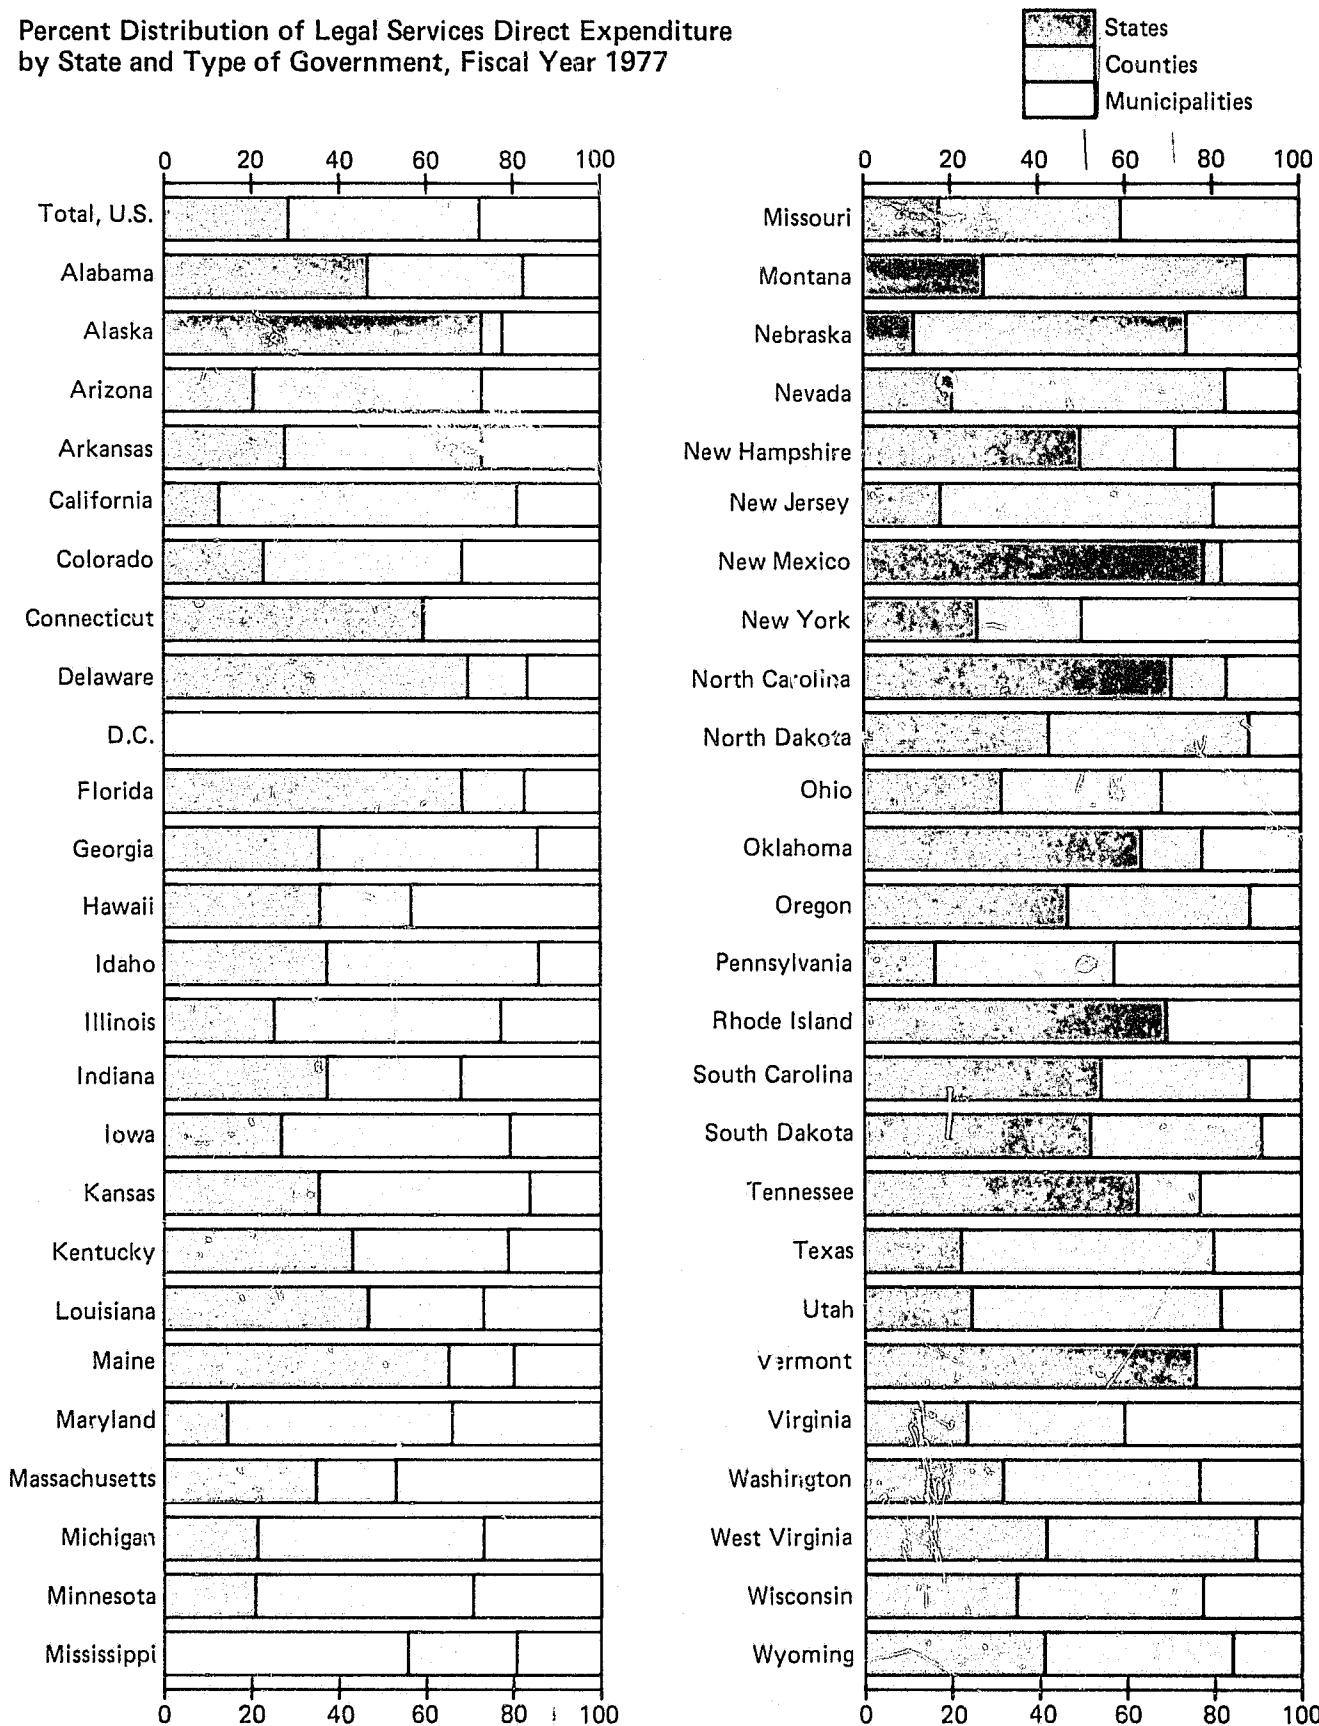 Percent Distribution of Legal Services Direct Expenditure
by State and Type of Government, Fiscal Year 1977
States
Counties
Municipalities
0 20 40 60 80 100
Total, U.S.
Alabama
Alaska
Arizona
Arkansas
California
Colorado
Connecticut
Delaware
D.C.
Florida
Georgia
Hawaii
Idaho
Illinois
Indiana
Iowa
Kansas
Kentucky
Louisiana
Maine
Maryland
Massachusetts
Michigan
Minnesota
Mississippi
0 20 40 60 80 100
0 20 40 60 80 100
Missouri
Montana
Nebraska
Nevada
New Hampshire
New Jersey
New Mexico
New York
North Carolina
North Dakota
Ohio
Oklahoma
Oregon
Pennsylvania
Rhode Island
South Carolina
South Dakota
Tennessee
Texas
Utah
Vermont
Virginia
Washington
West Virginia
Wisconsin
Wyoming
0 20 40 60 80 100